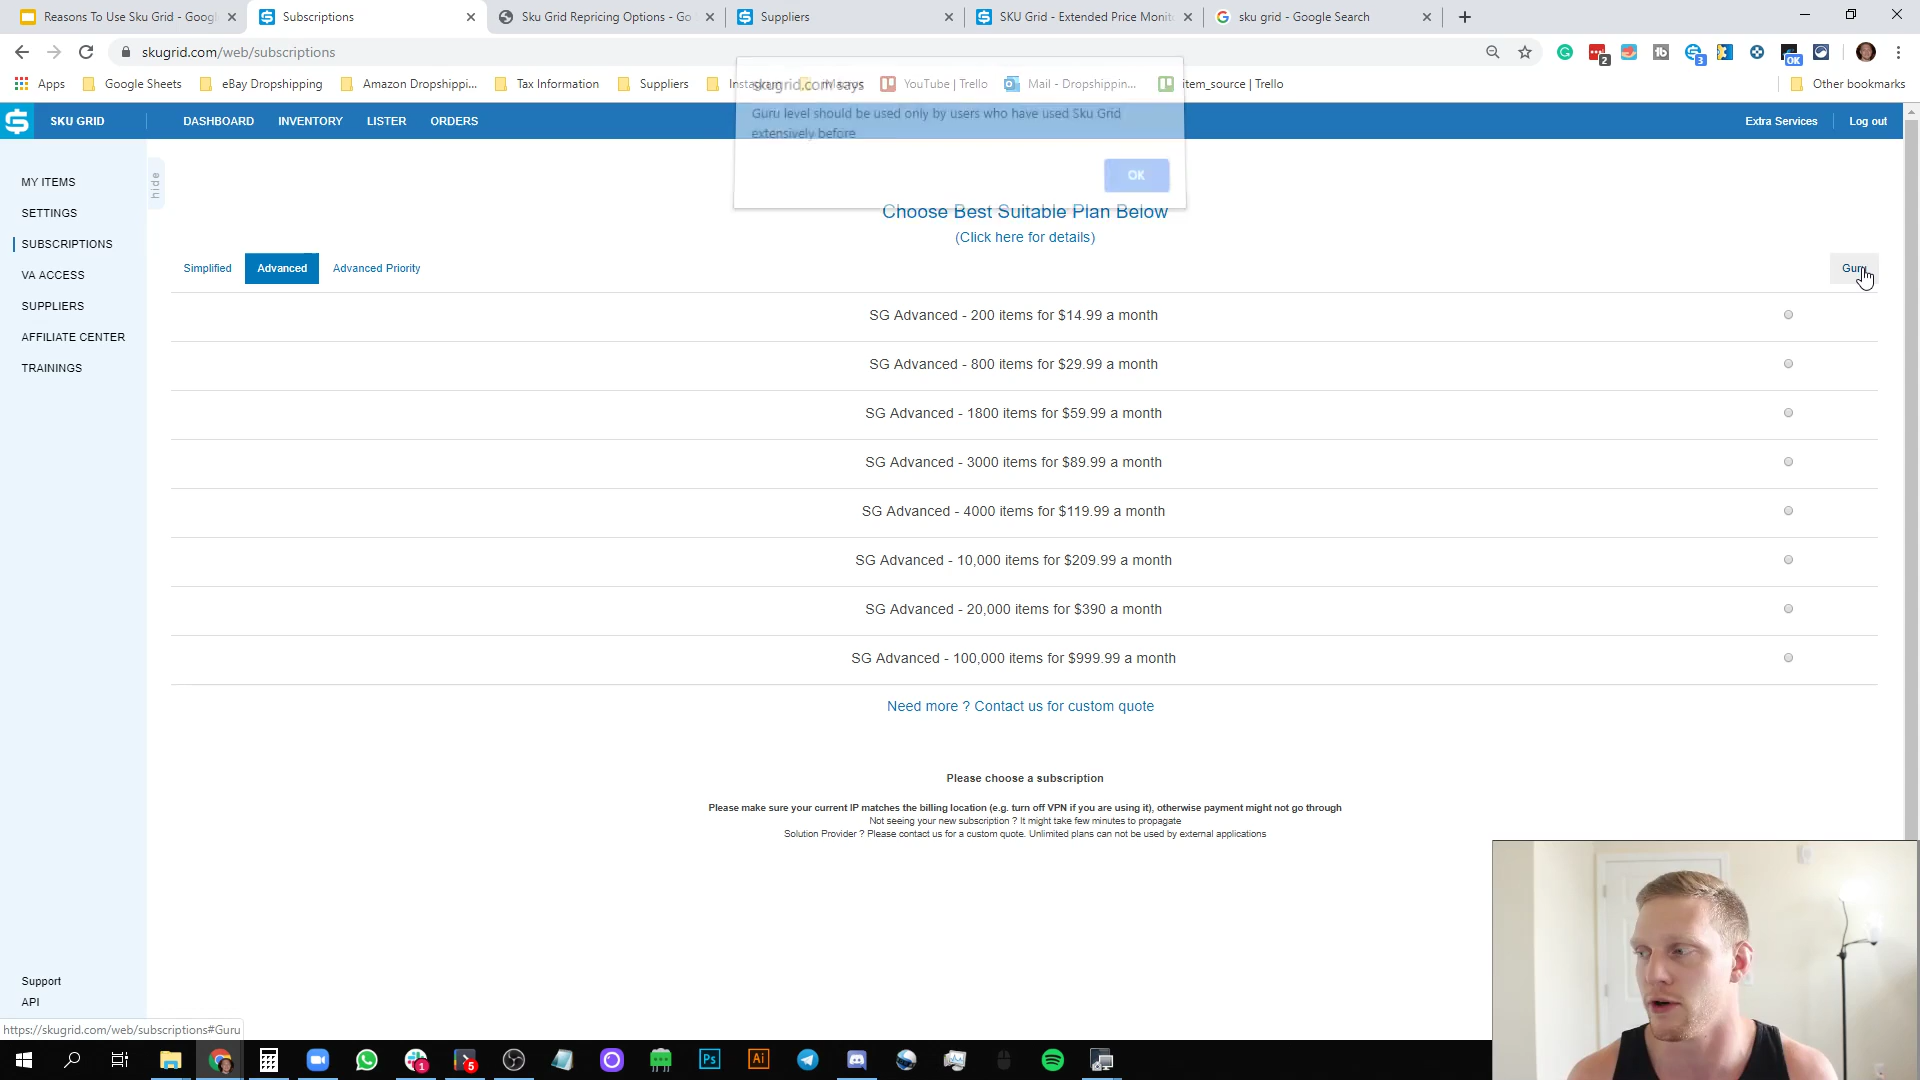 Reasons To Use Sku Grid - Googl
Subscriptions
Sku Grid Repricing Options - Go
Suppliers
SKU Grid - Extended Price Monit
sku grid - Google Search
skugrid.com/web/subscriptions
2
3
OK
Apps
Google Sheets
eBay Dropshipping
Amazon Dropshippi...
Tax Information
Suppliers
YouTube | Trello
Mail - Dropshippin...
item_source | Trello
Other bookmarks
skugrid.com says
Guru level should be used only by users who have used Sku Grid
extensively before
OK
SKU GRID
DASHBOARD
INVENTORY
LISTER
ORDERS
Extra Services
Log out
hide
MY ITEMS
SETTINGS
SUBSCRIPTIONS
VA ACCESS
SUPPLIERS
AFFILIATE CENTER
TRAININGS
Choose Best Suitable Plan Below
(Click here for details)
Simplified
Advanced
Advanced Priority
Guru
SG Advanced - 200 items for $14.99 a month
SG Advanced - 800 items for $29.99 a month
SG Advanced - 1800 items for $59.99 a month
SG Advanced - 3000 items for $89.99 a month
SG Advanced - 4000 items for $119.99 a month
SG Advanced - 10,000 items for $209.99 a month
SG Advanced - 20,000 items for $390 a month
SG Advanced - 100,000 items for $999.99 a month
Need more ? Contact us for custom quote
Please choose a subscription
Please make sure your current IP matches the billing location (e.g. turn off VPN if you are using it), otherwise payment might not go through
Not seeing your new subscription ? It might take few minutes to propagate
Solution Provider ? Please contact us for a custom quote. Unlimited plans can not be used by external applications
Support
API
https://skugrid.com/web/subscriptions#Guru
1
5
Ps
Ai